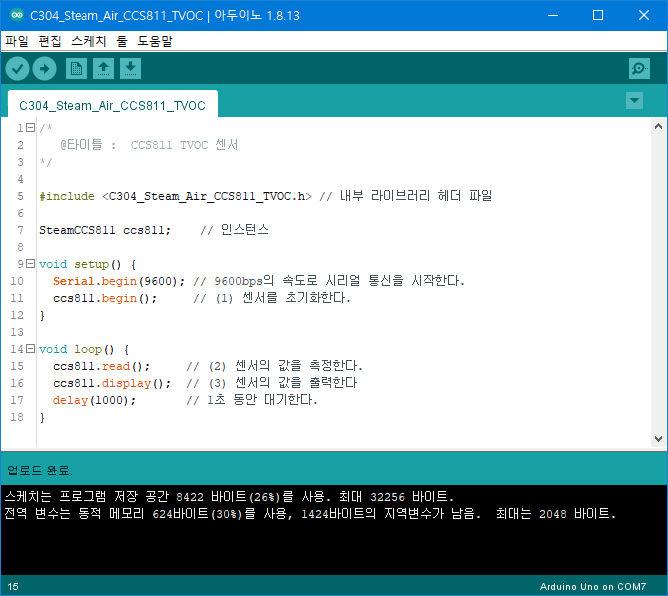 C304_Steam_Air_CCS811_TVOC | 아두이노 1.8.13
파일 편집 스케치 툴 도움말
C304_Steam_Air_CCS811_TVOC
1 /*
2 @타이틀 : CCS811 TVOC 센서
3 */
4
5 #include <C304_Steam_Air_CCS811_TVOC.h> // 내부 라이브러리 헤더 파일
6
7 SteamCCS811 ccs811; // 인스턴스
8
9 void setup() {
10 Serial.begin(9600); // 9600bps의 속도로 시리얼 통신을 시작한다.
11 ccs811.begin(); // (1) 센서를 초기화한다.
12 }
13
14 void loop() {
15 ccs811.read(); // (2) 센서의 값을 측정한다.
16 ccs811.display(); // (3) 센서의 값을 출력한다
17 delay(1000); // 1초 동안 대기한다.
18 }
업로드 완료.
스케치는 프로그램 저장 공간 8422 바이트(26%)를 사용. 최대 32256 바이트.
전역 변수는 동적 메모리 624바이트(30%)를 사용, 1424바이트의 지역변수가 남음. 최대는 2048 바이트.
15 Arduino Uno on COM7